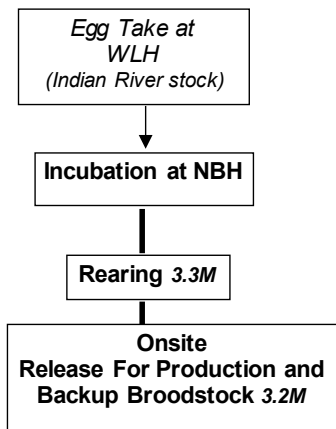 Egg Take at
WLH
(Indian River stock)
Incubation at NBH
Rearing 3.3M
Onsite
Release For Production and
Backup Broodstock 3.2M